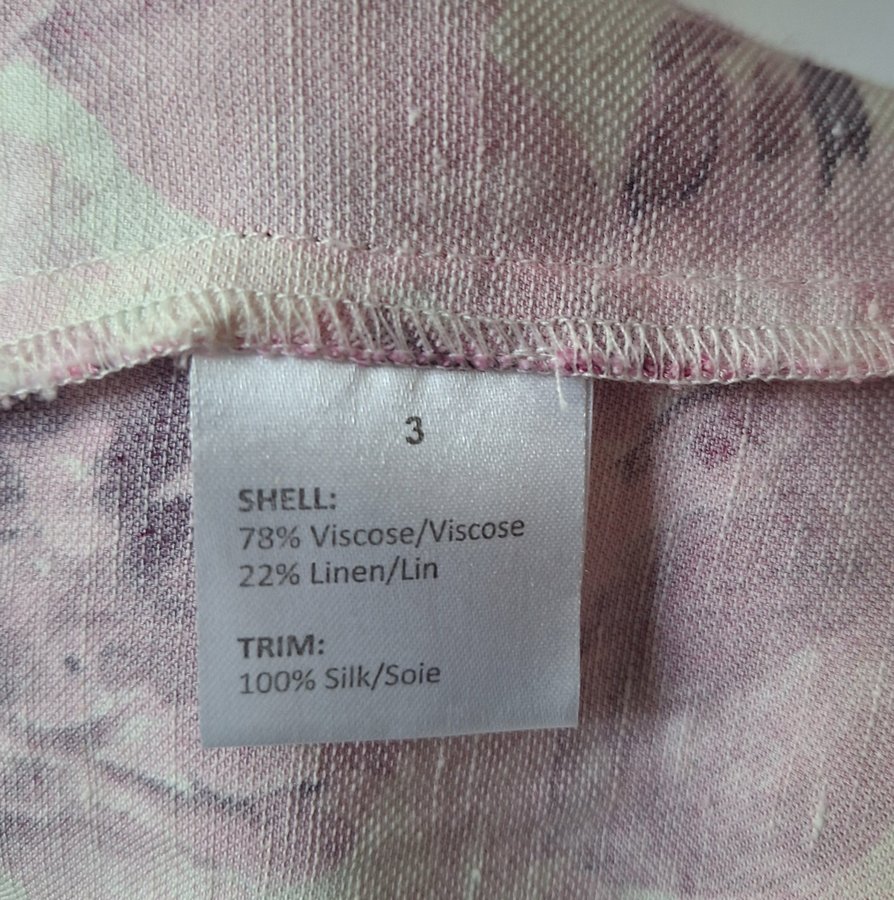 3
SHELL:
78% Viscose/Viscose
22% Linen/Lin
TRIM:
100% Silk/Soie